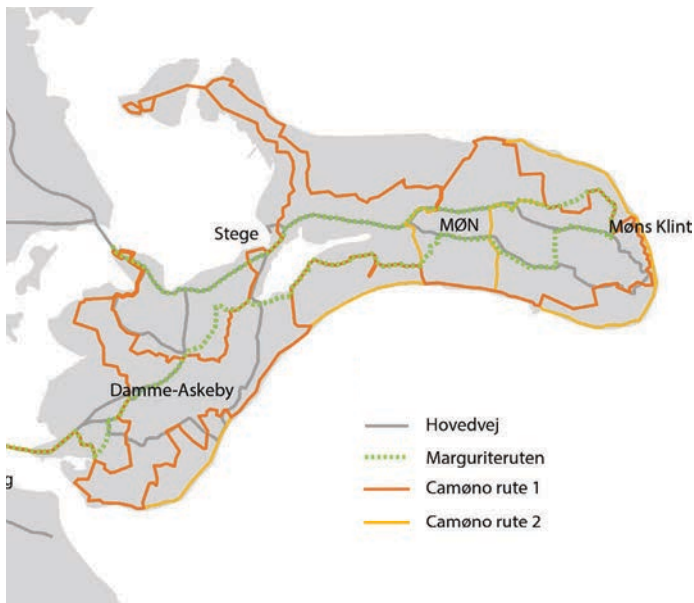 Stege
MØN
Møns Klint
Damme-Askeby
g
Hovedvej
Marguriteruten
Camøno rute 1
Camøno rute 2